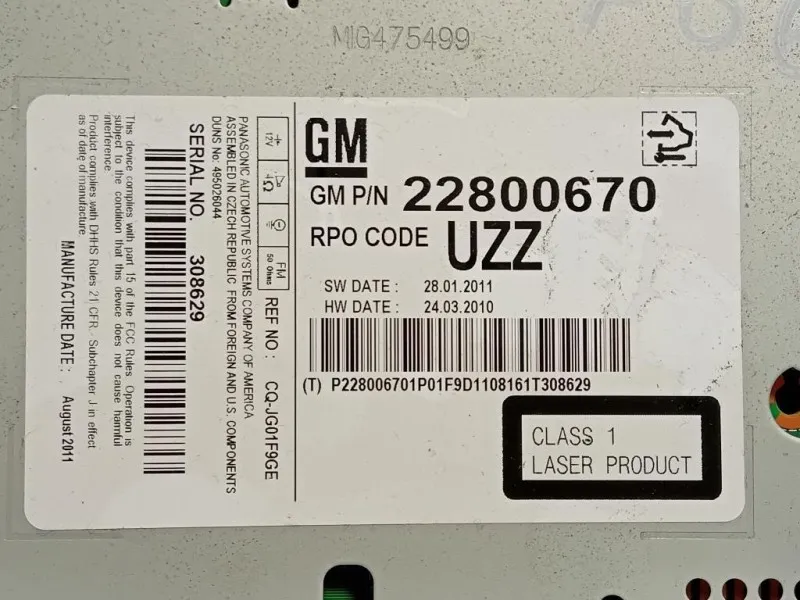 MIG475499
GM
GM P/N 22800670
RPO CODE UZZ
SW DATE : 28.01.2011
HW DATE : 24.03.2010
(T) P228006701P01F9D1108161T308629
CLASS 1
LASER PRODUCT
12V
4Ω
FM
50 Ohms
REF NO : CQ-JG01F9GE
PANASONIC AUTOMOTIVE SYSTEMS COMPANY OF AMERICA
ASSEMBLED IN CZECH REPUBLIC FROM FOREIGN AND U.S. COMPONENTS
DUNS No: 495026044
SERIAL NO. 308629
This device complies with part 15 of the FCC Rules. Operation is
subject to the condition that this device does not cause harmful
interference.
Product complies with DHHS Rules 21 CFR. Subchapter J in effect
as of date of manufacture
MANUFACTURE DATE : August 2011